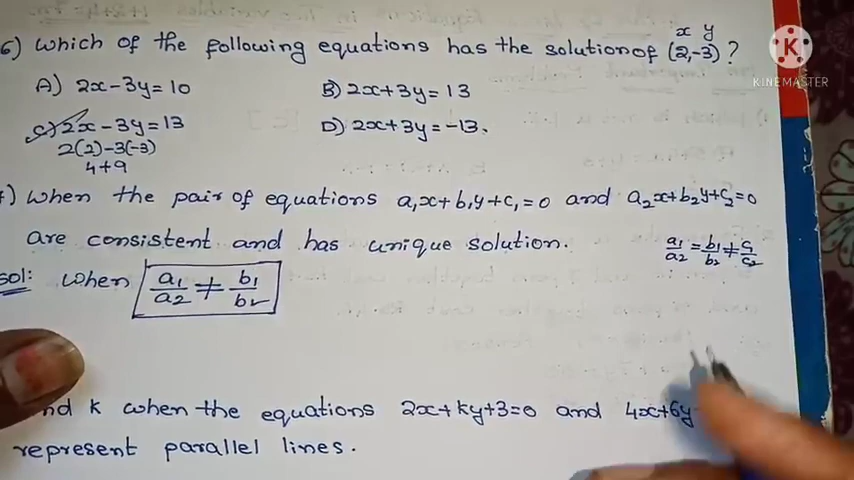 x y
6) which of the following equations has the solution of (2,-3)?
A) 2x-3y=10 B) 2x+3y=13
C) 2x-3y=13 D) 2x+3y=-13.
2(2)-3(-3)
4+9
when the pair of equations a₁x+b₁y+c₁=0 and a₂x+b₂y+c₂=0
are consistent and has unique solution.
a₁/a₂ = b₁/b₂ ≠ c₁/c₂
sol: when a₁/a₂ ≠ b₁/b₂
k when the equations 2x+ky+3=0 and 4x+6y
represent parallel lines.
K
KINEMASTER